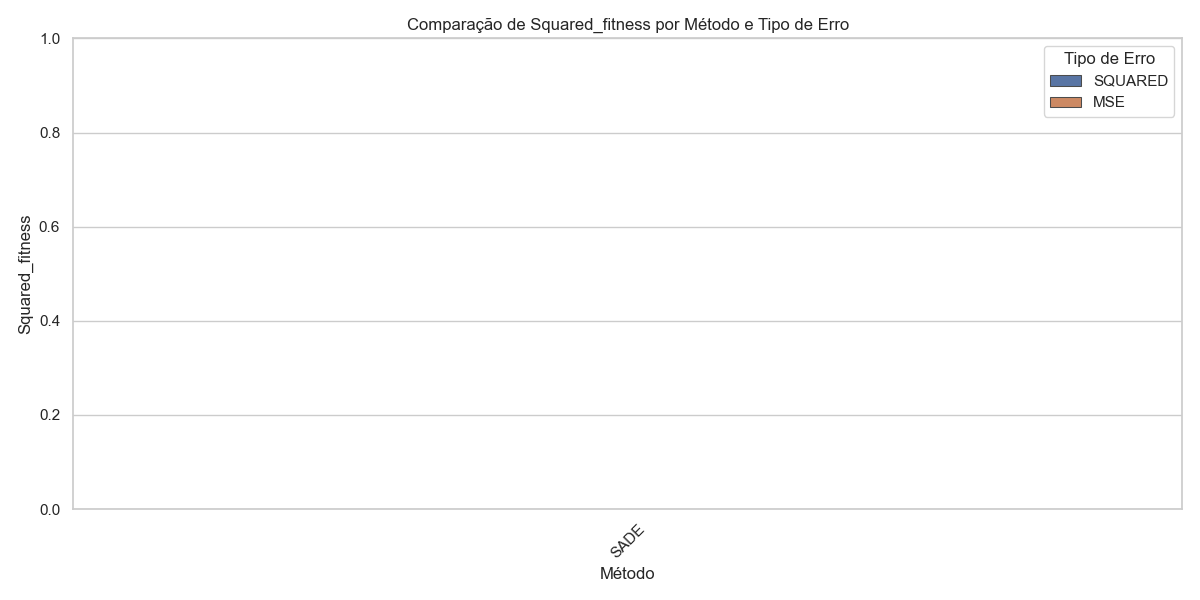 Comparação de Squared_fitness por Método e Tipo de Erro
Tipo de Erro
SQUARED
MSE
Squared_fitness
1.0
0.8
0.6
0.4
0.2
0.0
SADE
Método